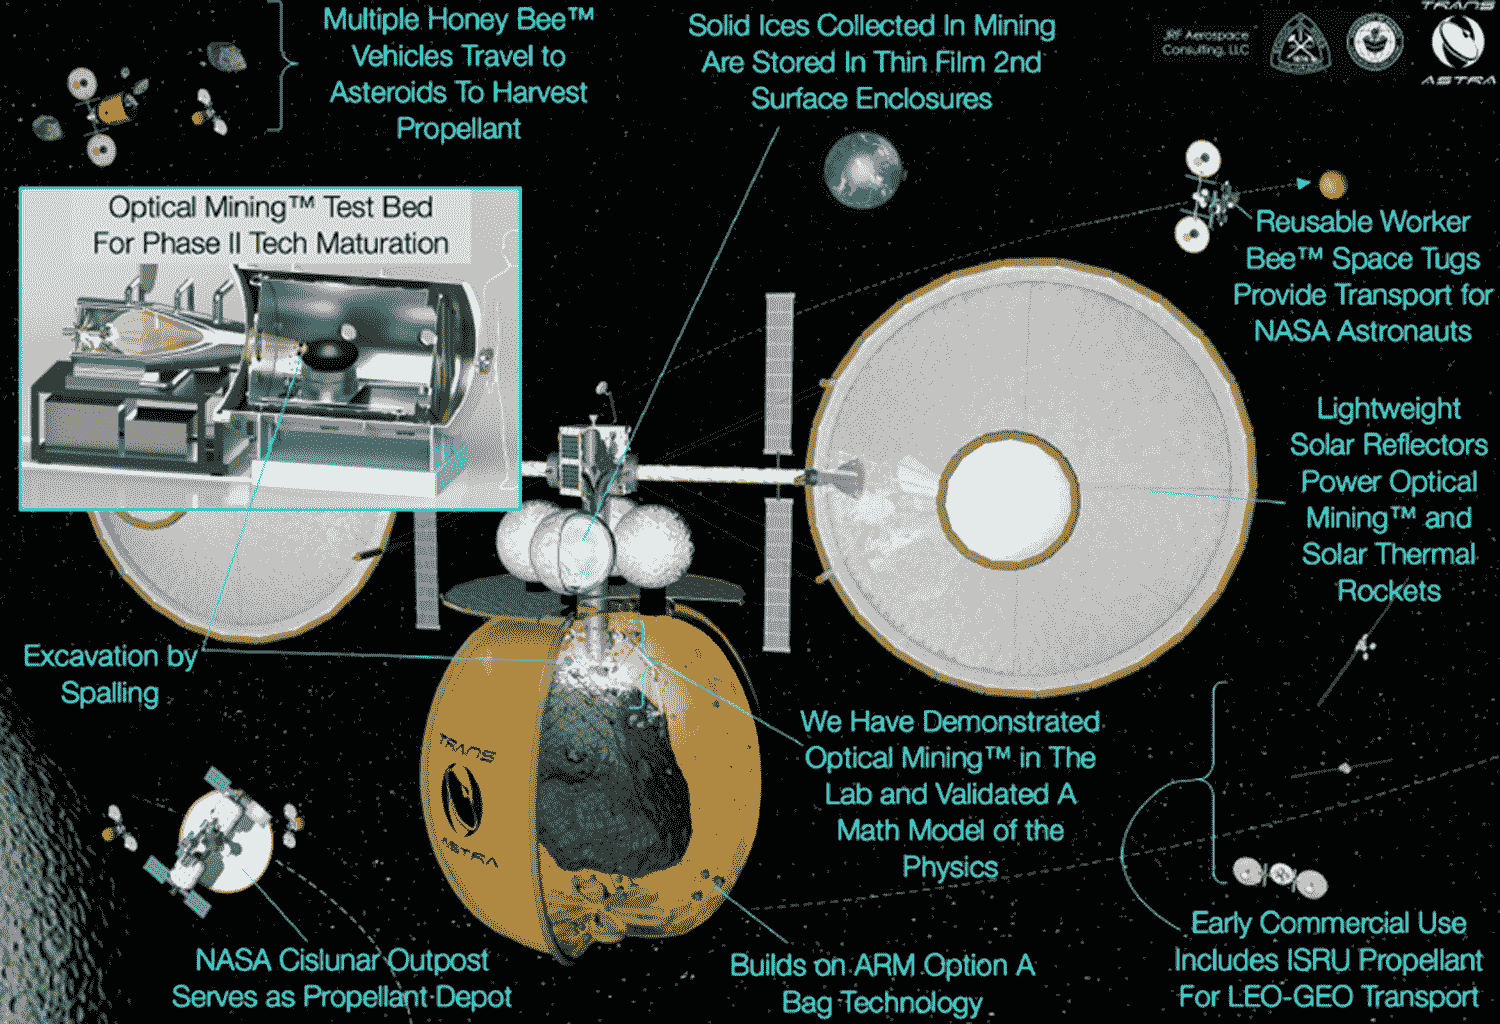 Multiple Honey Bee™
Vehicles Travel to
Asteroids To Harvest
Propellant
Solid Ices Collected In Mining
Are Stored In Thin Film 2nd
Surface Enclosures
JRF Aerospace
Consulting, LLC
TRANS
ASTRA
Optical Mining™ Test Bed
For Phase II Tech Maturation
Reusable Worker
Bee™ Space Tugs
Provide Transport for
NASA Astronauts
Lightweight
Solar Reflectors
Power Optical
Mining™ and
Solar Thermal
Rockets
Excavation by
Spalling
We Have Demonstrated
Optical Mining™ in The
Lab and Validated A
Math Model of the
Physics
TRANS
ASTRA
NASA Cislunar Outpost
Serves as Propellant Depot
Builds on ARM Option A
Bag Technology
Early Commercial Use
Includes ISRU Propellant
For LEO-GEO Transport